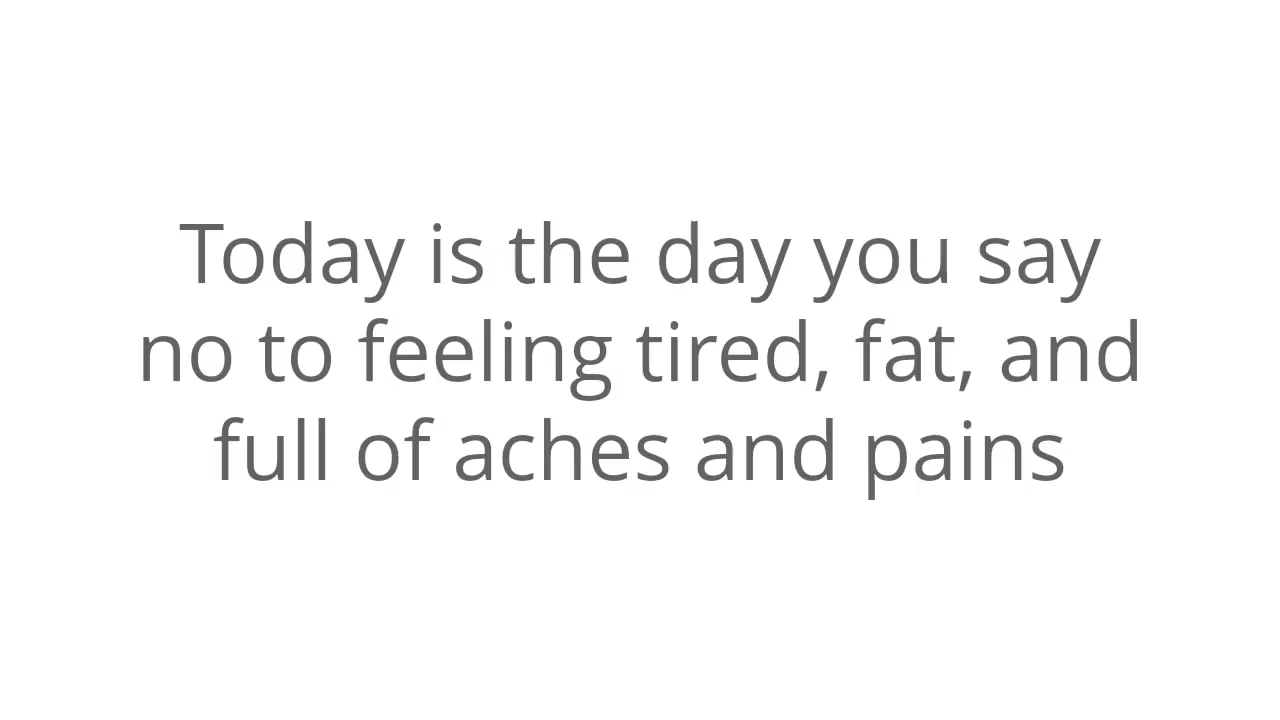 Today is the day you say
no to feeling tired, fat, and
full of aches and pains